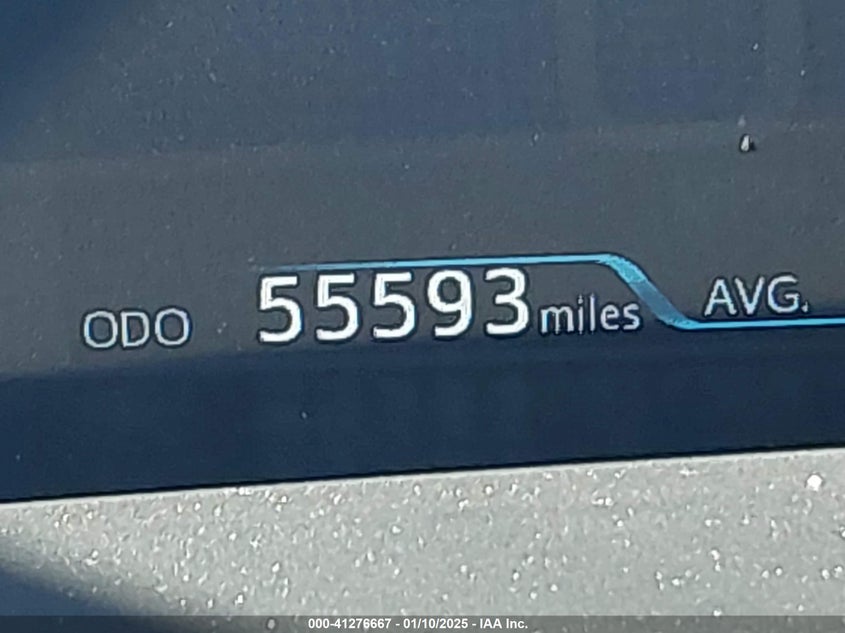 ODO 55593 miles AVG.
000-41276667 - 01/10/2025 - IAA Inc.